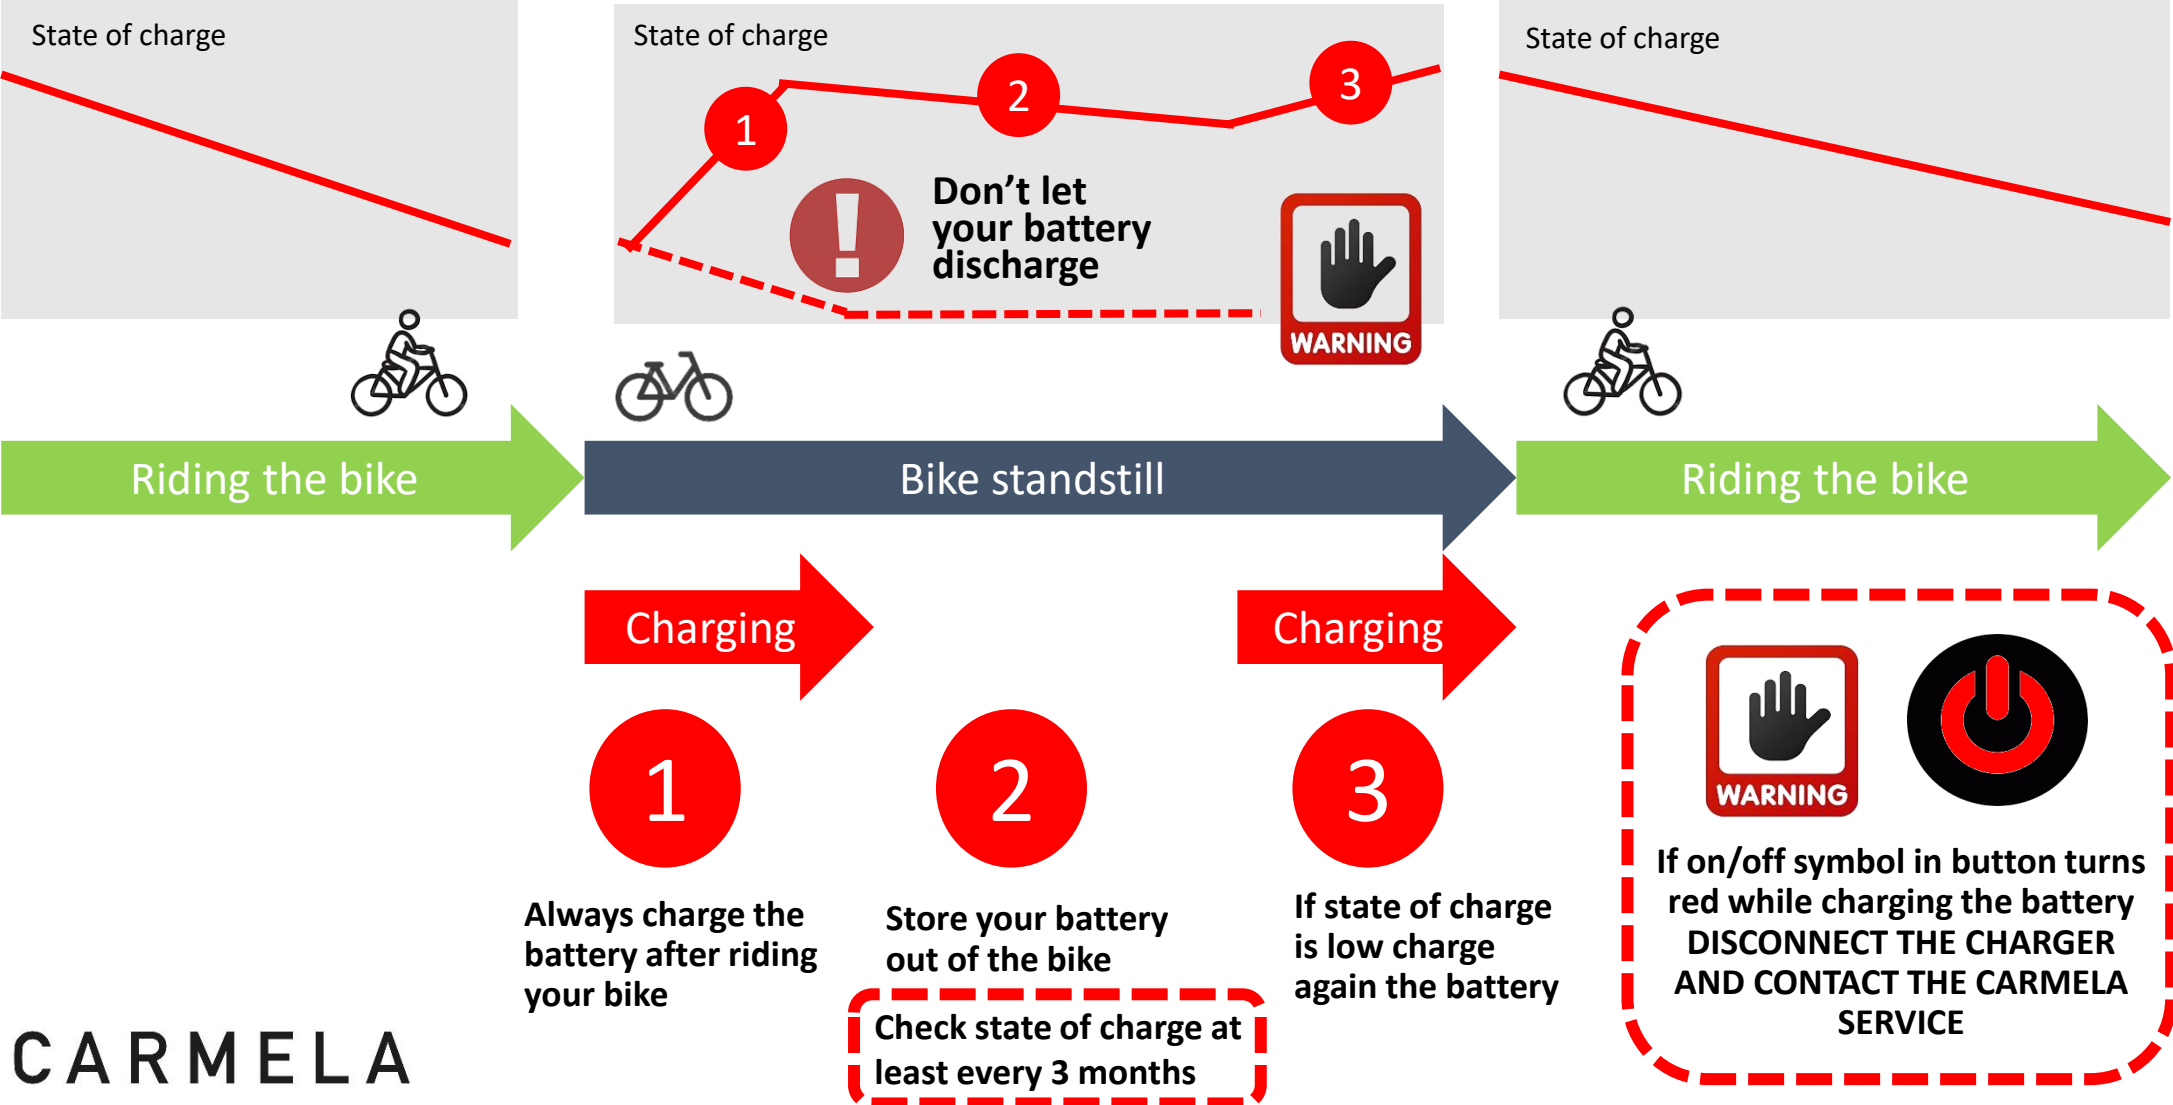 State of charge
State of charge
State of charge
1
2
3
Don’t let
your battery
discharge
WARNING
Riding the bike
Bike standstill
Riding the bike
Charging
Charging
1
2
3
Always charge the
battery after riding
your bike
Store your battery
out of the bike
Check state of charge at
least every 3 months
If state of charge
is low charge
again the battery
WARNING
If on/off symbol in button turns
red while charging the battery
DISCONNECT THE CHARGER
AND CONTACT THE CARMELA
SERVICE
CARMELA